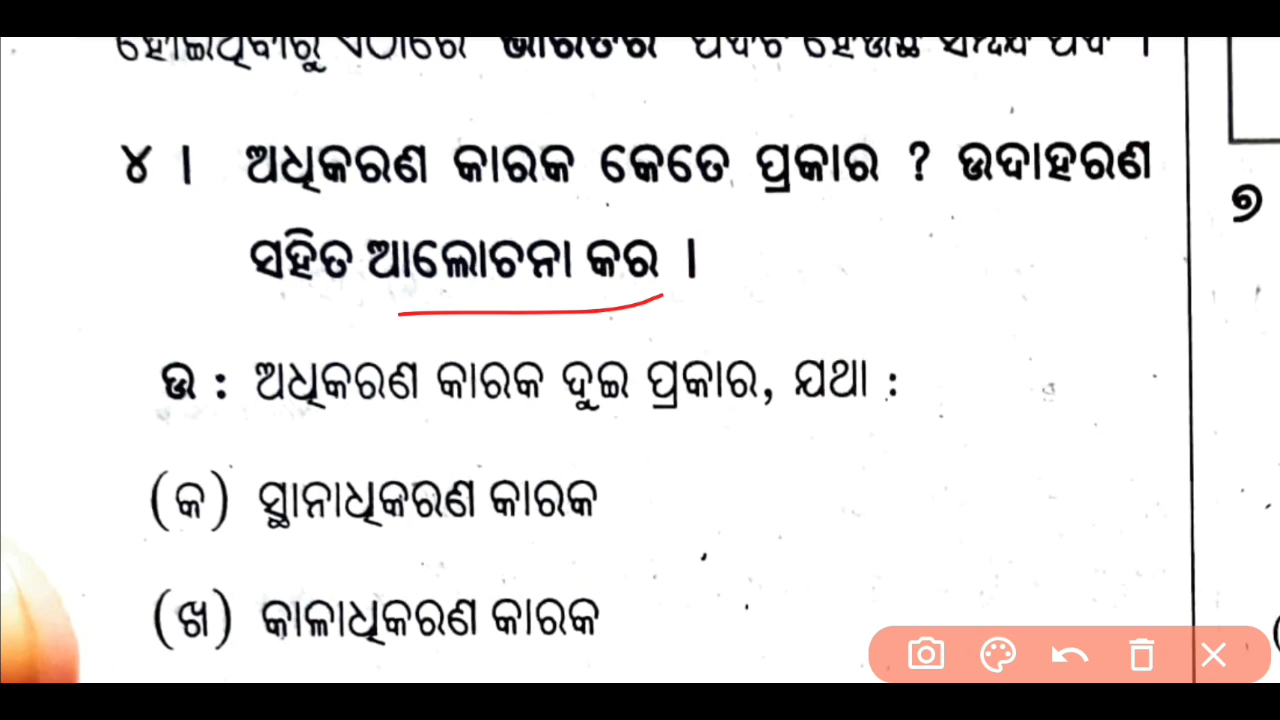 ୪ । ଅଧିକରଣ କାରକ କେତେ ପ୍ରକାର ? ଉଦାହରଣ
ସହିତ ଆଲୋଚନା କର ।
ଉ : ଅଧିକରଣ କାରକ ଦୁଇ ପ୍ରକାର, ଯଥା :
(କ) ସ୍ଥାନାଧିକରଣ କାରକ
(ଖ) କାଳାଧିକରଣ କାରକ
୭